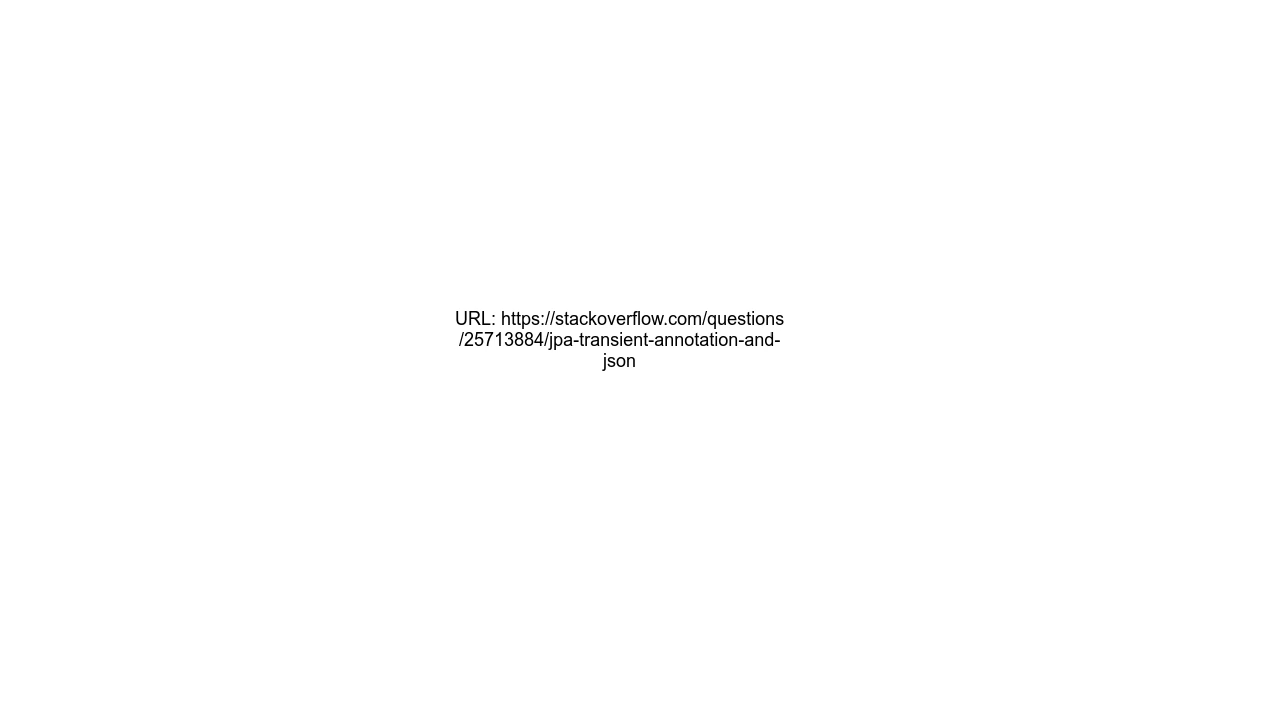 URL: https://stackoverflow.com/questions
/25713884/jpa-transient-annotation-and-
json